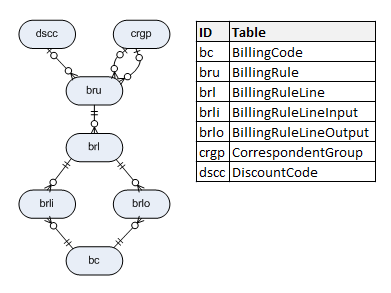 dscc
crgp
bru
brl
brli
brlo
bc
ID Table
bc BillingCode
bru BillingRule
brl BillingRuleLine
brli BillingRuleLineInput
brlo BillingRuleLineOutput
crgp CorrespondentGroup
dscc DiscountCode